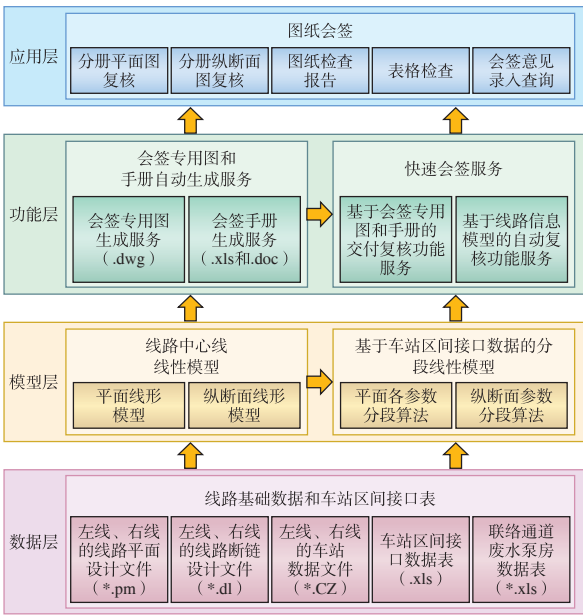 应用层
图纸会签
分册平面图
复核
分册纵断面
图复核
图纸检查
报告
表格检查
会签意见
录入查询
功能层
会签专用图和
手册自动生成服务
会签专用图
生成服务
(.dwg)
会签手册
生成服务
(.xls和.doc)
快速会签服务
基于会签专用
图和手册的
交付复核功能
服务
基于线路信息
模型的自动复
核功能服务
模型层
线路中心线
线性模型
平面线形
模型
纵断面线形
模型
基于车站区间接口数据的分
段线性模型
平面各参数
分段算法
纵断面参数
分段算法
数据层
线路基础数据和车站区间接口表
左线、右线
的线路平面
设计文件
(*.pm)
左线、右线
的线路断链
设计文件
(*.dl)
左线、右线
的车站
数据文件
(*.CZ)
车站区间接
口数据表
(.xls)
联络通道
废水泵房
数据表
(*.xls)